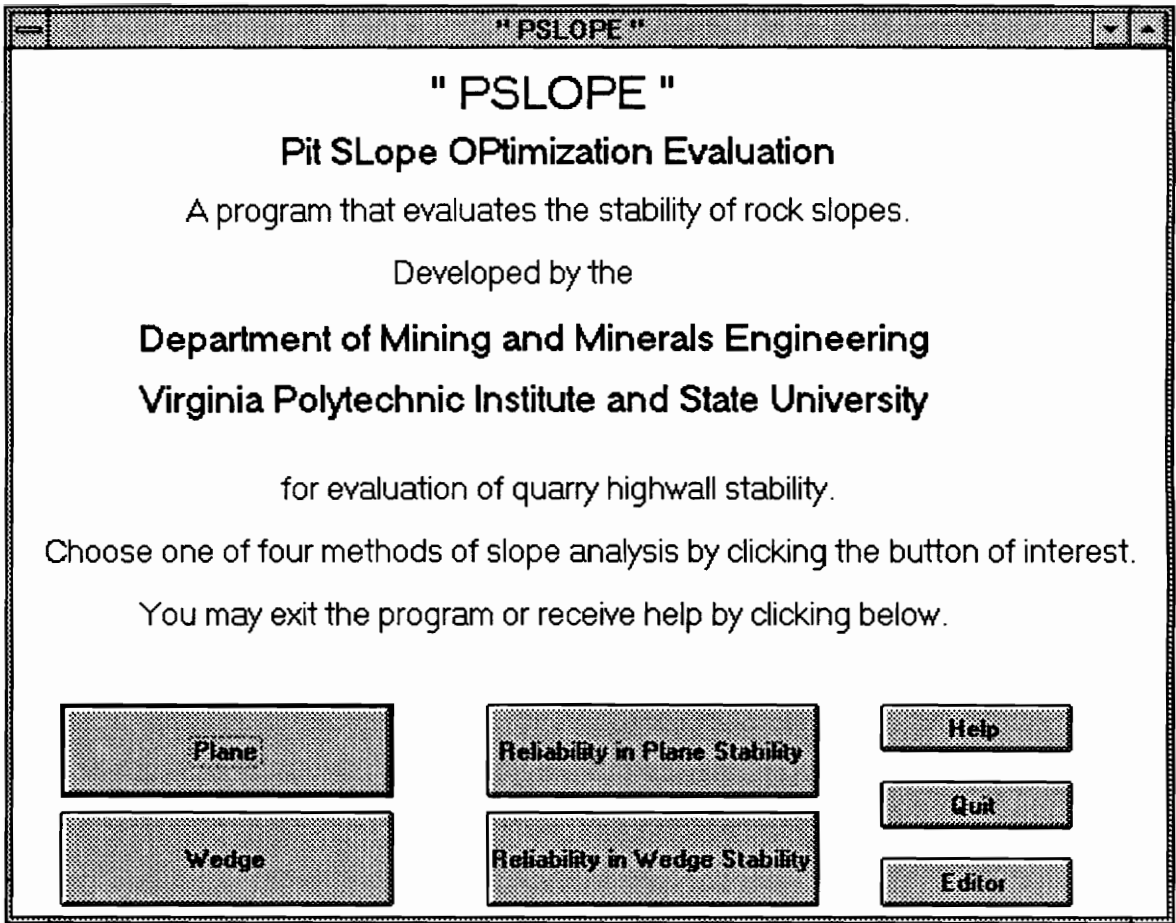 " PSLOPE "
" PSLOPE "
Pit SLope OPtimization Evaluation
A program that evaluates the stability of rock slopes.
Developed by the
Department of Mining and Minerals Engineering
Virginia Polytechnic Institute and State University
for evaluation of quarry highwall stability.
Choose one of four methods of slope analysis by clicking the button of interest.
You may exit the program or receive help by clicking below.
Plane
Reliability in Plane Stability
Help
Quit
Wedge
Reliability in Wedge Stability
Editor